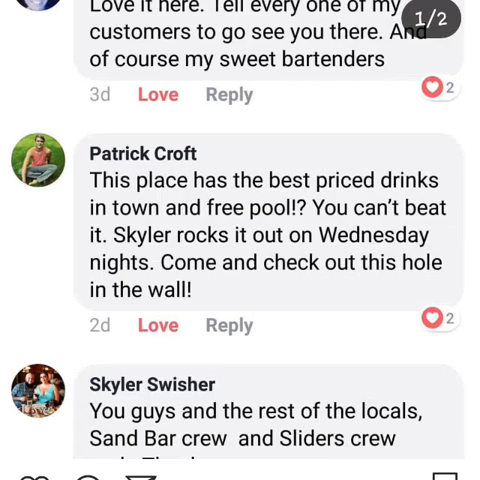 Love it here. Tell every one of my
1/2
customers to go see you there. And
of course my sweet bartenders
3d Love Reply 2
Patrick Croft
This place has the best priced drinks
in town and free pool!? You can't beat
it. Skyler rocks it out on Wednesday
nights. Come and check out this hole
in the wall!
2d Love Reply 2
Skyler Swisher
You guys and the rest of the locals,
Sand Bar crew and Sliders crew